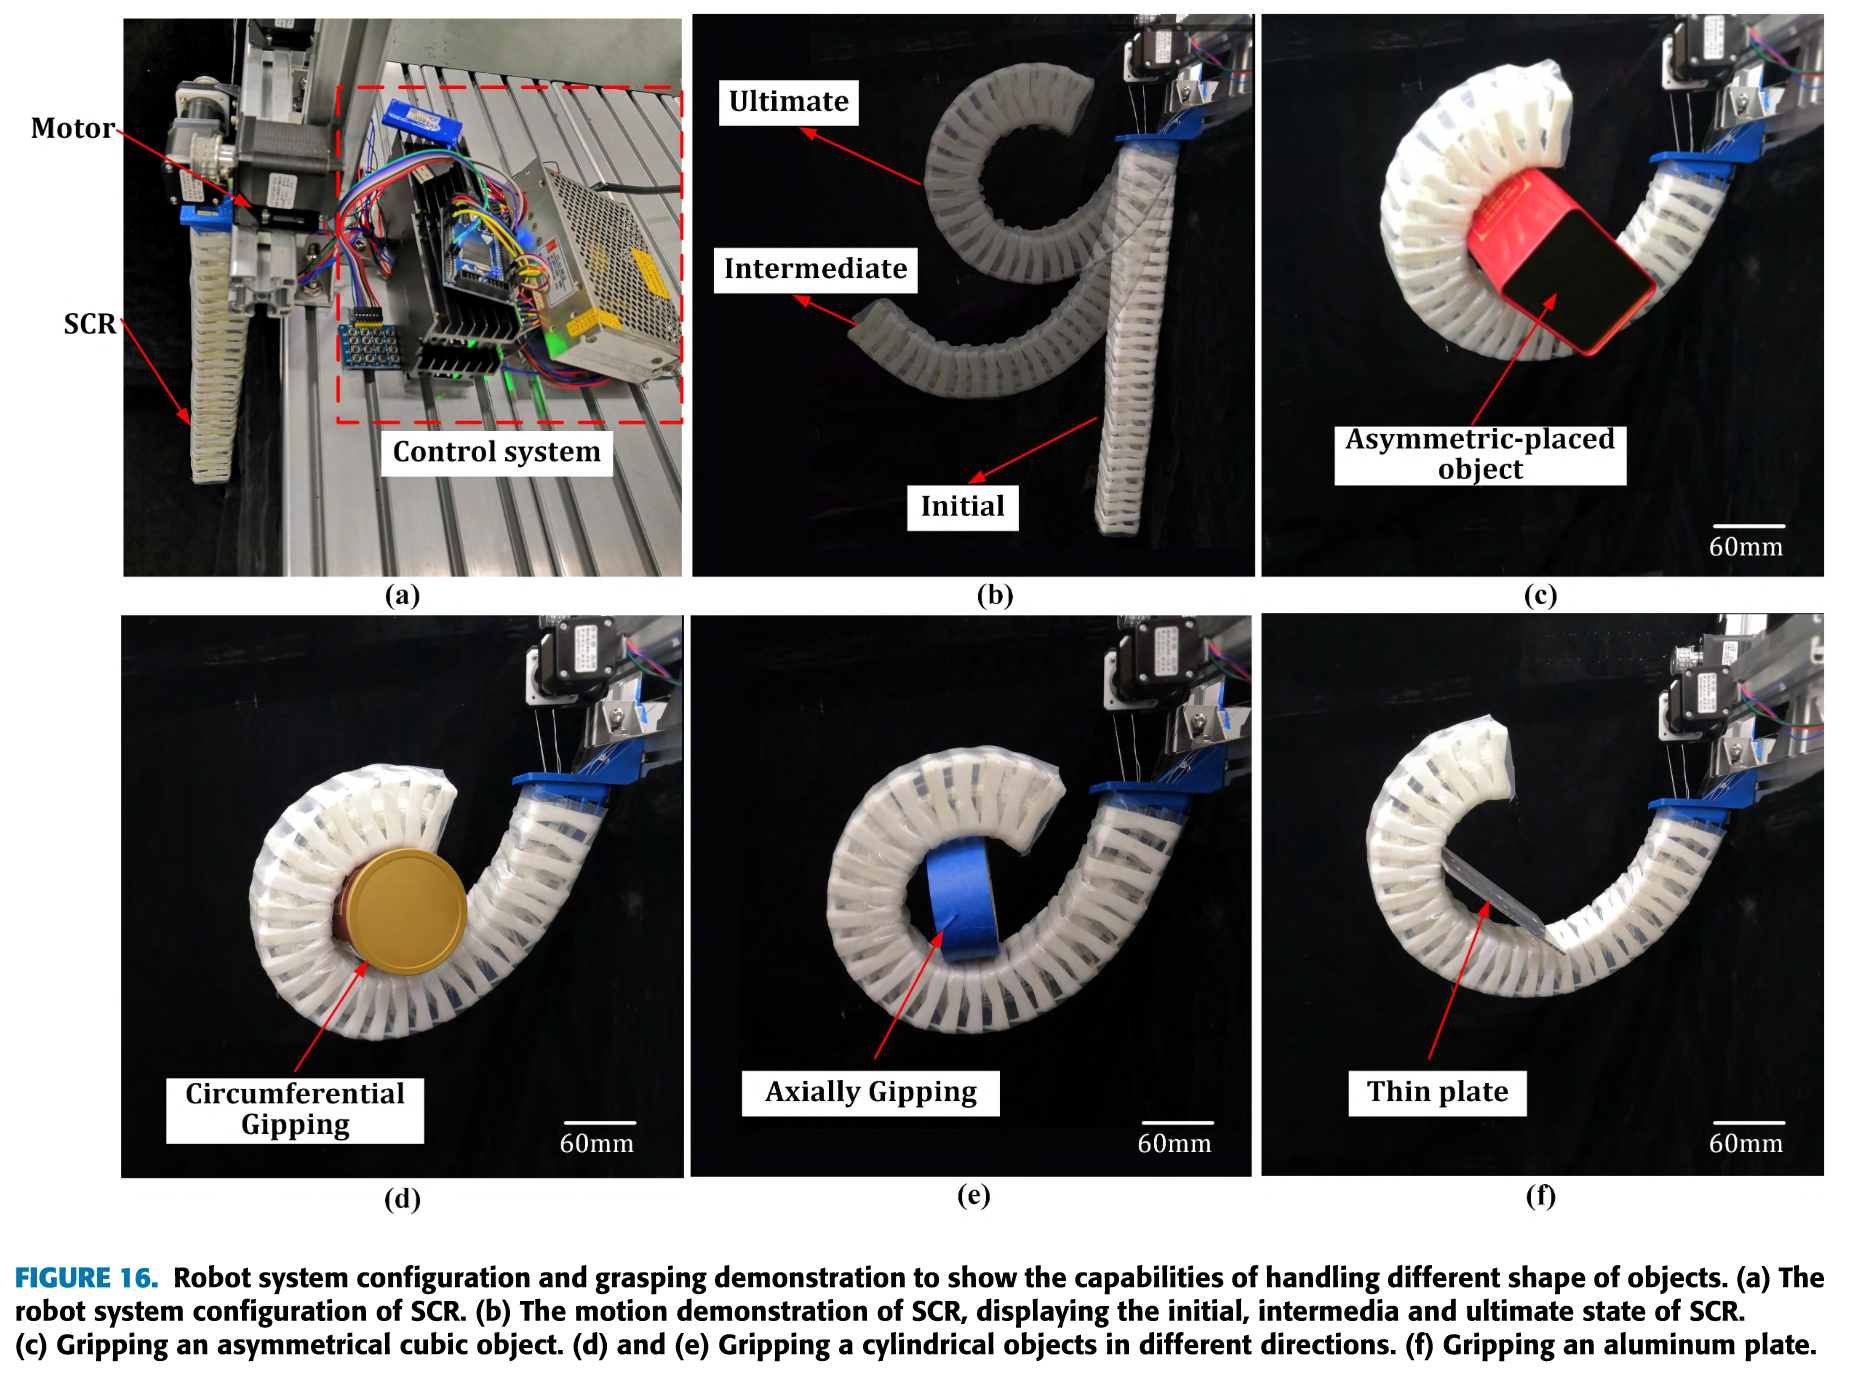 Motor
SCR
Control system
(a)
Ultimate
Intermediate
Initial
(b)
Asymmetric-placed
object
60mm
(c)
Circumferential
Gipping
60mm
(d)
Axially Gipping
60mm
(e)
Thin plate
60mm
(f)
FIGURE 16. Robot system configuration and grasping demonstration to show the capabilities of handling different shape of objects. (a) The
robot system configuration of SCR. (b) The motion demonstration of SCR, displaying the initial, intermedia and ultimate state of SCR.
(c) Gripping an asymmetrical cubic object. (d) and (e) Gripping a cylindrical objects in different directions. (f) Gripping an aluminum plate.